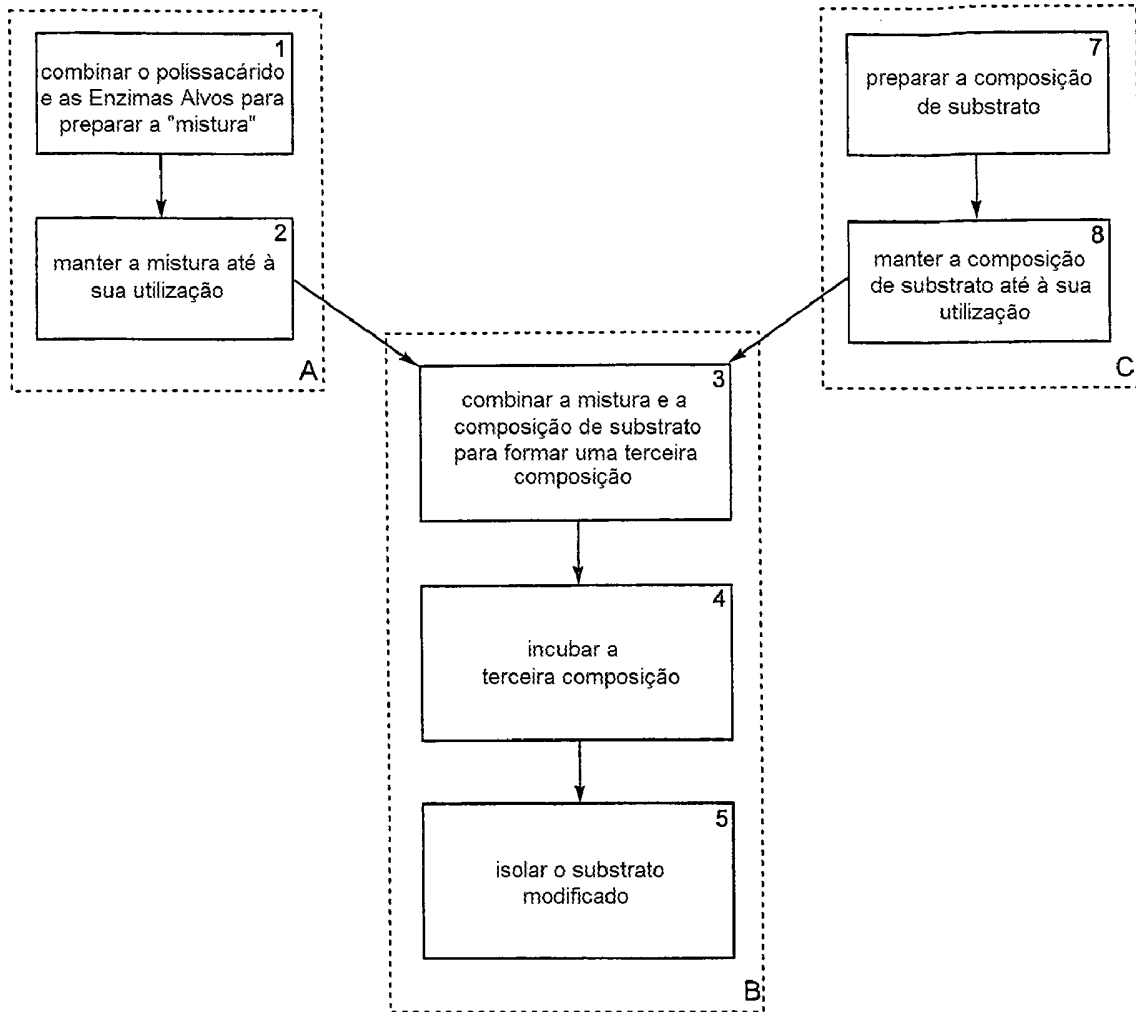 1
combinar o polissacárido
e as Enzimas Alvos para
preparar a "mistura"
2
manter a mistura até à
sua utilização
A
7
preparar a composição
de substrato
8
manter a composição
de substrato até à sua
utilização
C
3
combinar a mistura e a
composição de substrato
para formar uma terceira
composição
4
incubar a
terceira composição
5
isolar o substrato
modificado
B